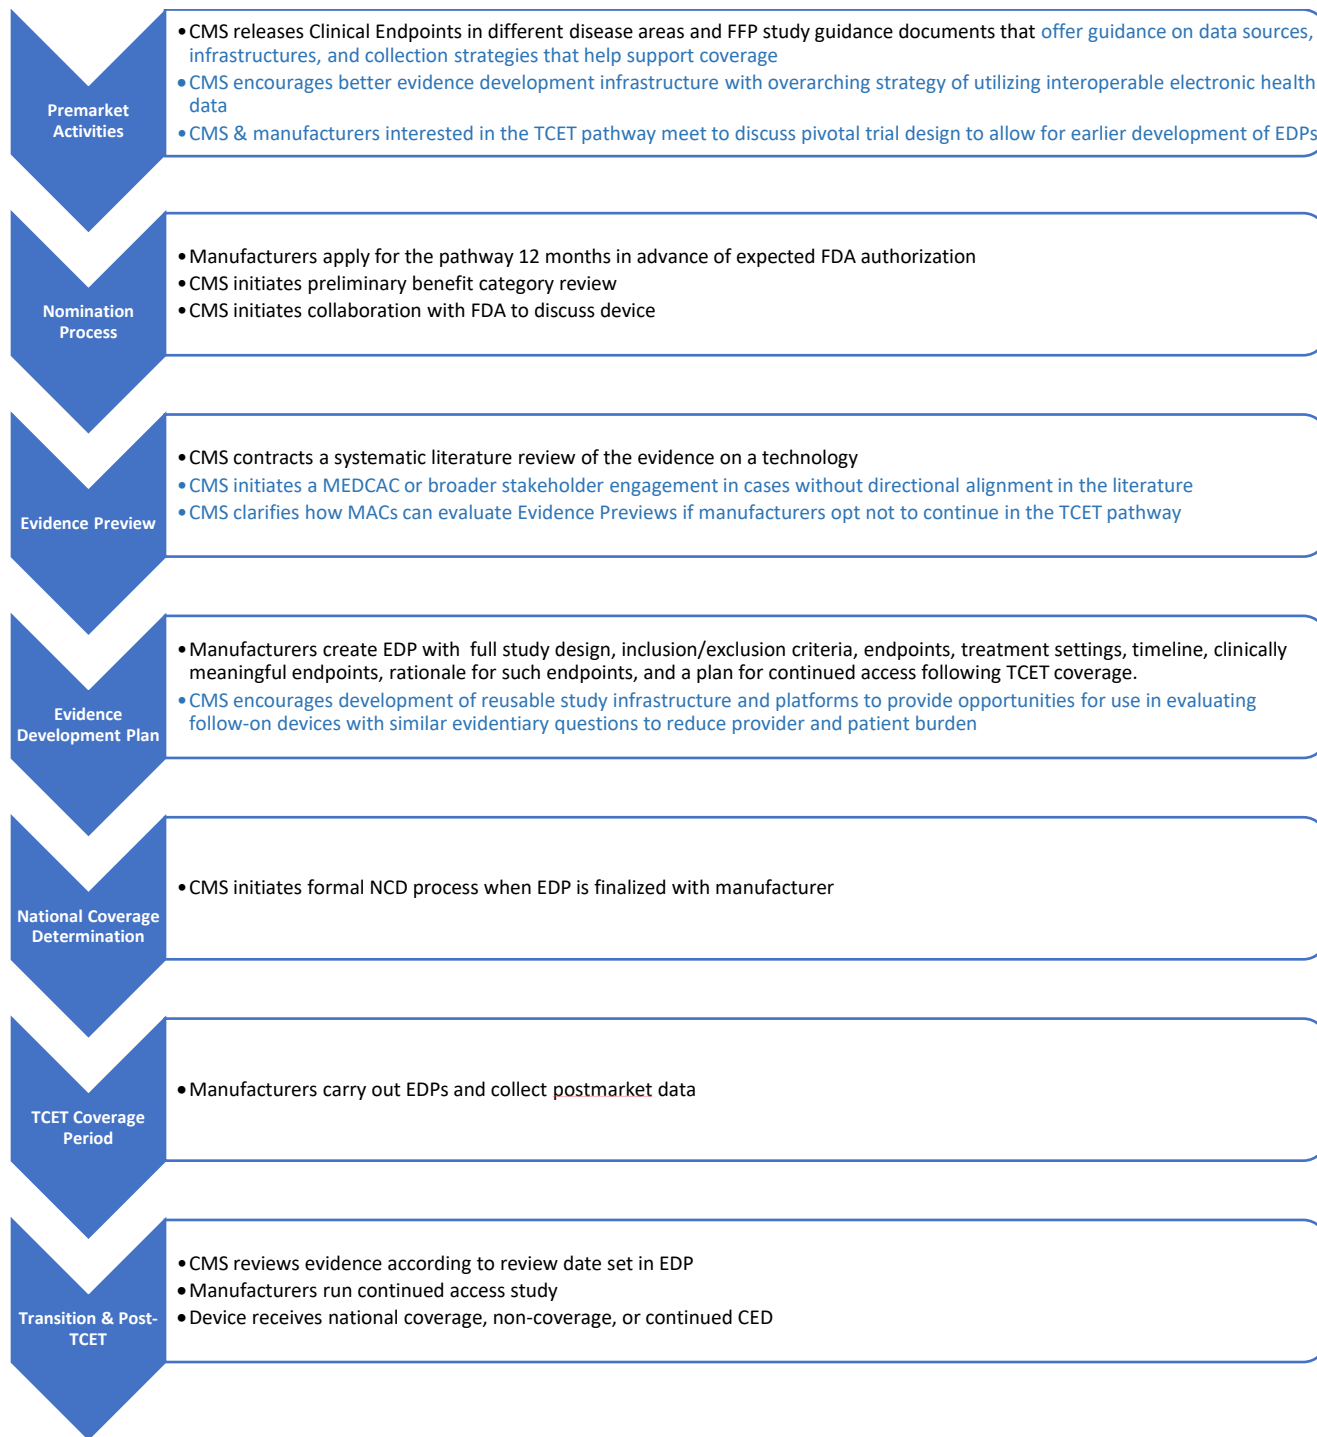 •CMS releases Clinical Endpoints in different disease areas and FFP study guidance documents that offer guidance on data sources,
infrastructures, and collection strategies that help support coverage
•CMS encourages better evidence development infrastructure with overarching strategy of utilizing interoperable electronic health
data
•CMS & manufacturers interested in the TCET pathway meet to discuss pivotal trial design to allow for earlier development of EDPs
Premarket
Activities
•Manufacturers apply for the pathway 12 months in advance of expected FDA authorization
•CMS initiates preliminary benefit category review
•CMS initiates collaboration with FDA to discuss device
Nomination
Process
•CMS contracts a systematic literature review of the evidence on a technology
•CMS initiates a MEDCAC or broader stakeholder engagement in cases without directional alignment in the literature
•CMS clarifies how MACs can evaluate Evidence Previews if manufacturers opt not to continue in the TCET pathway
Evidence Preview
•Manufacturers create EDP with full study design, inclusion/exclusion criteria, endpoints, treatment settings, timeline, clinically
meaningful endpoints, rationale for such endpoints, and a plan for continued access following TCET coverage.
•CMS encourages development of reusable study infrastructure and platforms to provide opportunities for use in evaluating
follow-on devices with similar evidentiary questions to reduce provider and patient burden
Evidence
Development Plan
•CMS initiates formal NCD process when EDP is finalized with manufacturer
National Coverage
Determination
•Manufacturers carry out EDPs and collect postmarket data
TCET Coverage
Period
•CMS reviews evidence according to review date set in EDP
•Manufacturers run continued access study
•Device receives national coverage, non-coverage, or continued CED
Transition & Post-
TCET